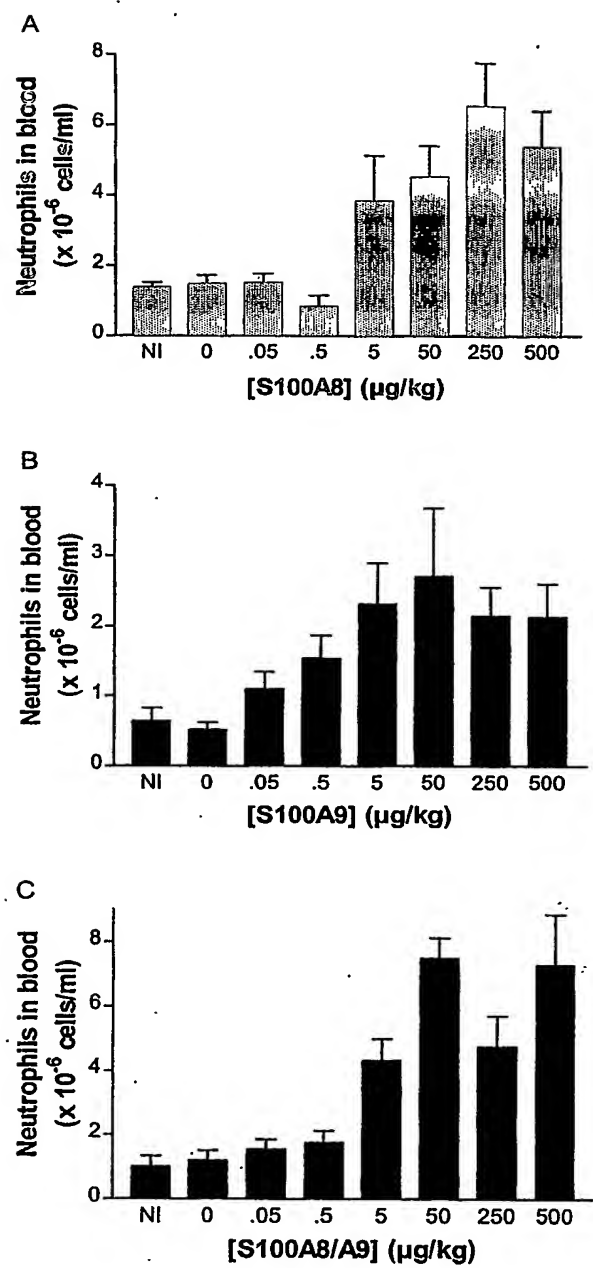 A
Neutrophils in blood
(x 10⁻⁶ cells/ml)
8
6
4
2
0
NI 0 .05 .5 5 50 250 500
[S100A8] (µg/kg)
B
Neutrophils in blood
(x 10⁻⁶ cells/ml)
4
3
2
1
0
NI 0 .05 .5 5 50 250 500
[S100A9] (µg/kg)
C
Neutrophils in blood
(x 10⁻⁶ cells/ml)
8
6
4
2
0
NI 0 .05 .5 5 50 250 500
[S100A8/A9] (µg/kg)